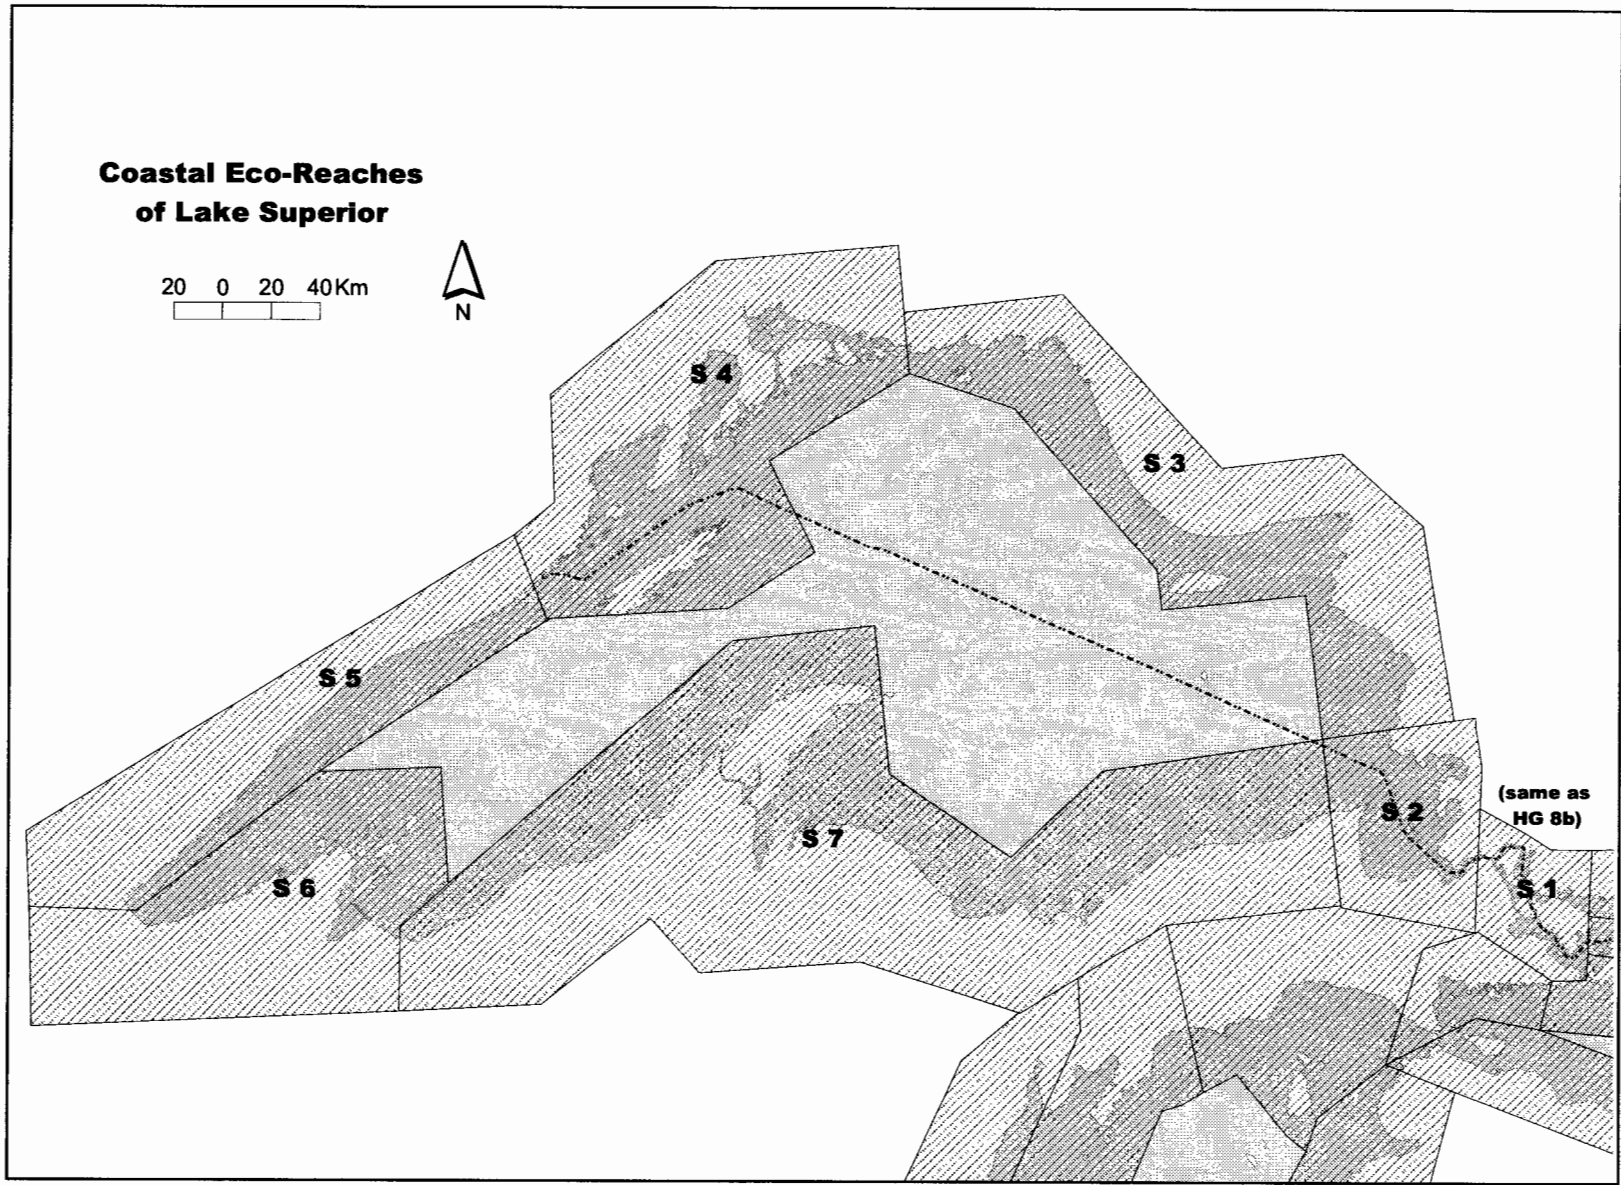 Coastal Eco-Reaches
of Lake Superior
20 0 20 40 Km
N
S 4
S 3
S 5
S 7
S 6
S 2
(same as
HG 8b)
S 1